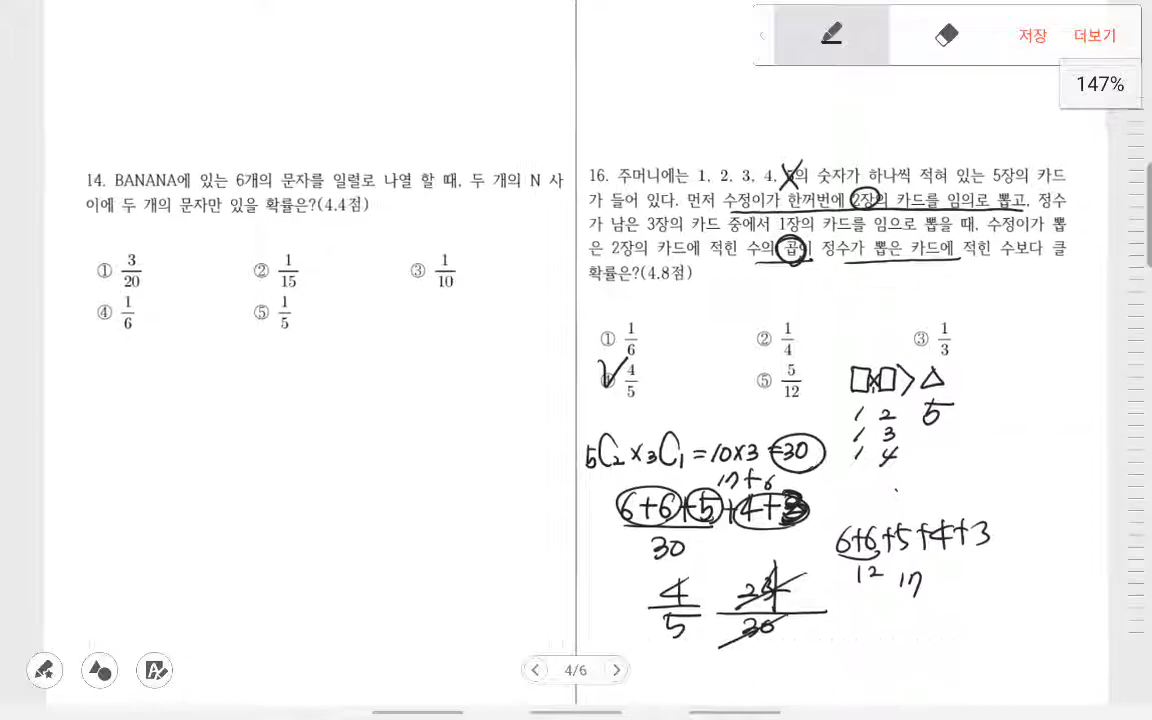 저장 더보기
147%
14. BANANA에 있는 6개의 문자를 일렬로 나열 할 때, 두 개의 N 사
이에 두 개의 문자만 있을 확률은?(4.4점)
① 3/20 ② 1/15 ③ 1/10
④ 1/6 ⑤ 1/5
16. 주머니에는 1, 2, 3, 4, 의 숫자가 하나씩 적혀 있는 5장의 카드
가 들어 있다. 먼저 수정이가 한꺼번에 2장의 카드를 임의로 뽑고, 정수
가 남은 3장의 카드 중에서 1장의 카드를 임으로 뽑을 때, 수정이가 뽑
은 2장의 카드에 적힌 수의 곱이 정수가 뽑은 카드에 적힌 수보다 클
확률은?(4.8점)
① 1/6 ② 1/4 ③ 1/3
4/5 ⑤ 5/12
□×□>△
1 2 5
1 3
1 4
5C2×3C1=10×3=30
17+6
6+6+5+4+
30
6+6+5+4+3
12 17
4/5
30
4/6